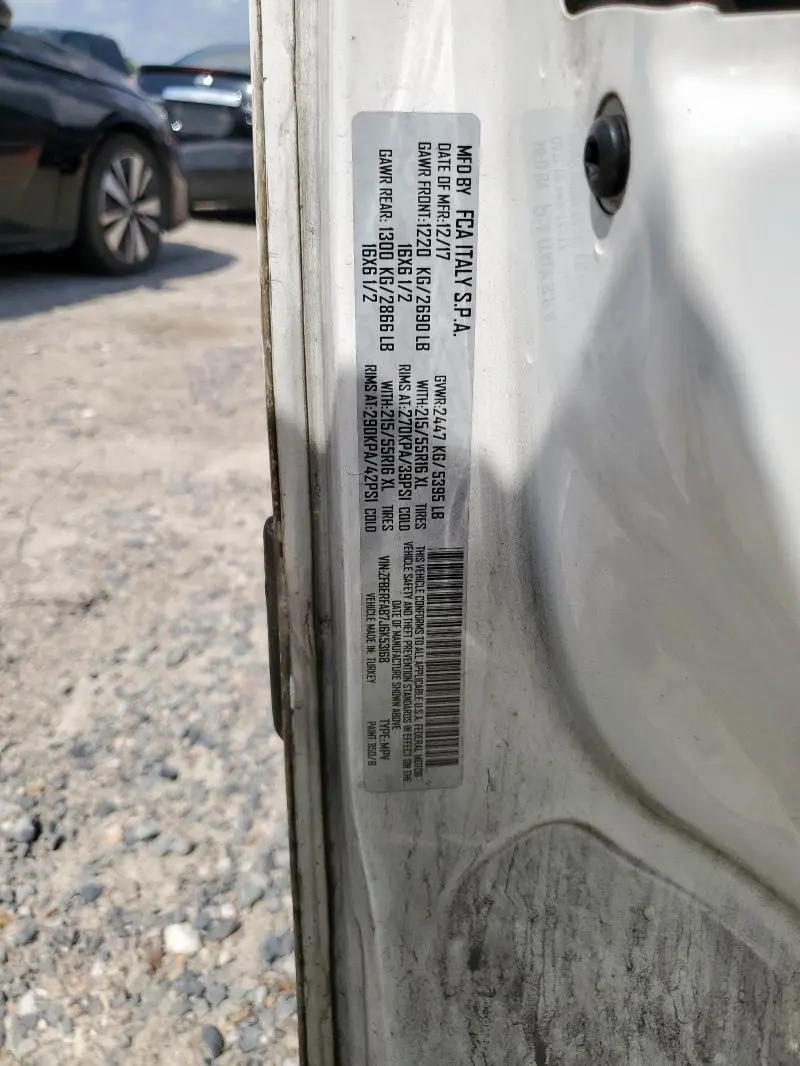 MFD BY FCA ITALY S.P.A.
DATE OF MFR:12/17 GVWR:2447 KG/5395 LB
GAWR FRONT:1220 KG/2690 LB WITH:215/55R16 XL TIRES
16X6 1/2 RIMS AT:270KPA/39PSI COLD
GAWR REAR: 1300 KG/2866 LB WITH:215/55R16 XL TIRES
16X6 1/2 RIMS AT:290KPA/42PSI COLD
THIS VEHICLE CONFORMS TO ALL APPLICABLE U.S.A. FEDERAL MOTOR
VEHICLE SAFETY AND THEFT PREVENTION STANDARDS IN EFFECT ON THE
DATE OF MANUFACTURE SHOWN ABOVE
VIN:ZFBERFAB7J6K53168 TYPE:MPV
VEHICLE MADE IN: TURKEY PAINT: